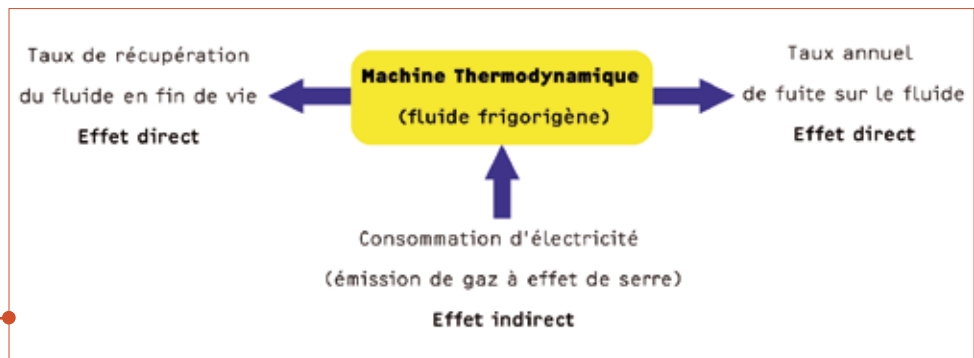 Taux de récupération
du fluide en fin de vie
Effet direct
Machine Thermodynamique
(fluide frigorigène)
Taux annuel
de fuite sur le fluide
Effet direct
Consommation d'électricité
(émission de gaz à effet de serre)
Effet indirect